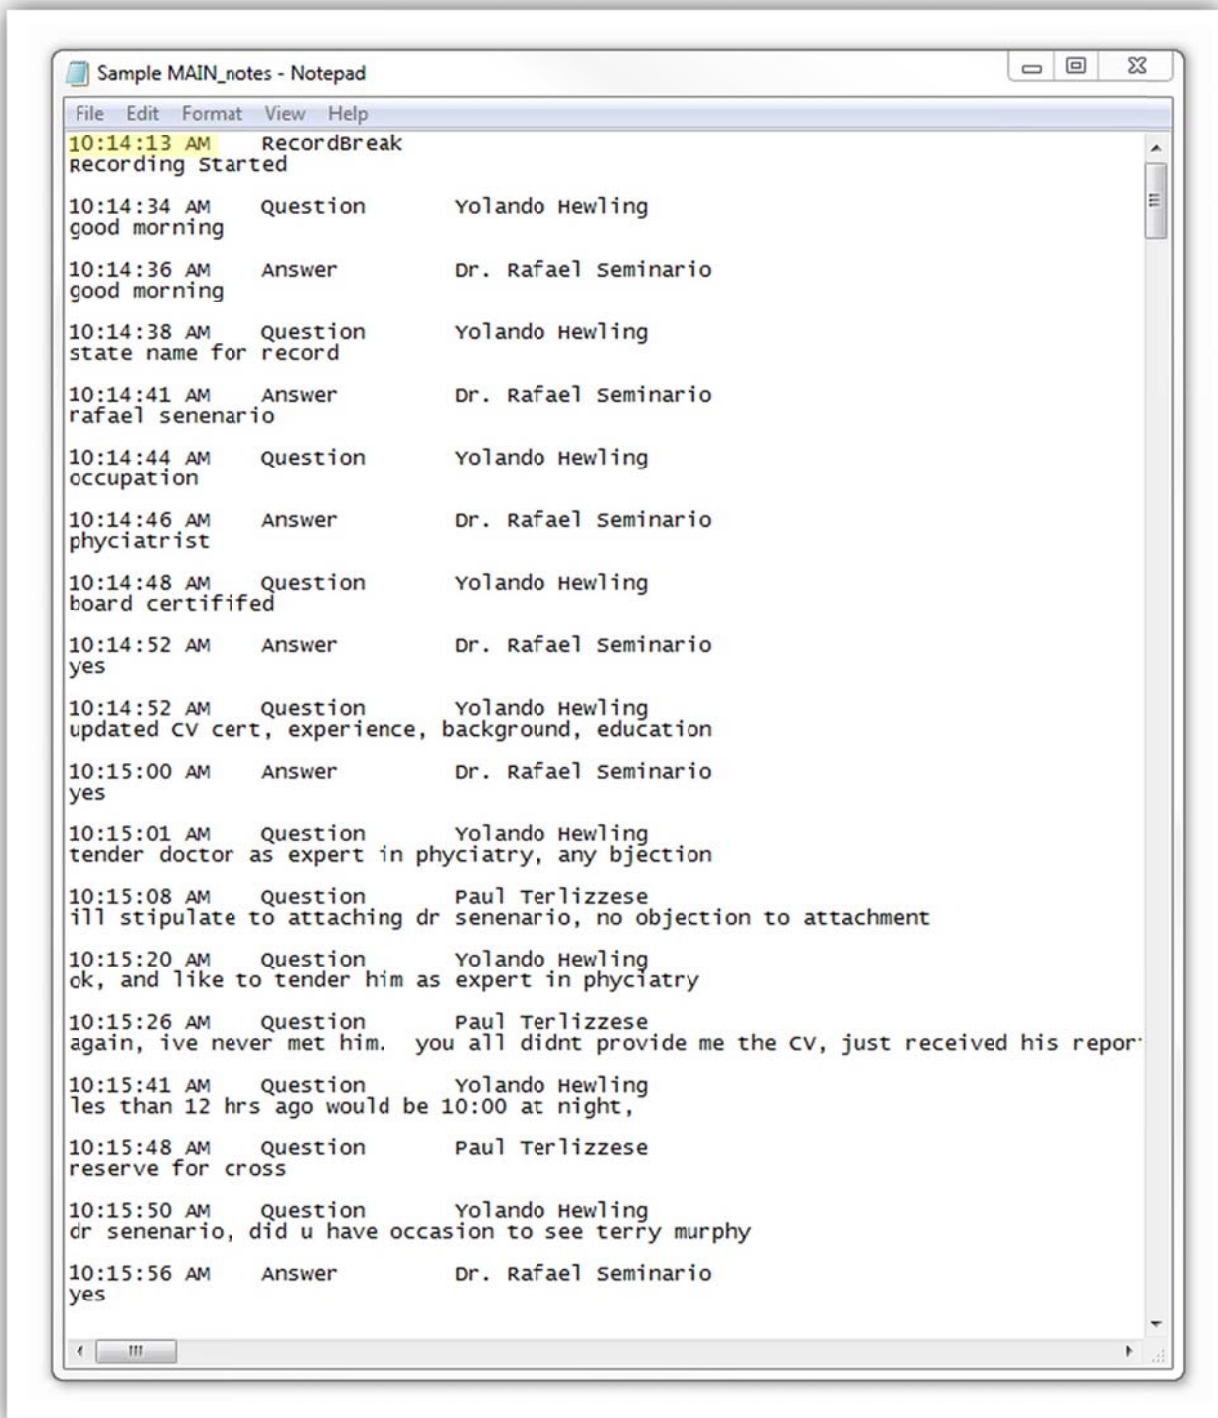 Sample MAIN_notes - Notepad
File Edit Format View Help
10:14:13 AM RecordBreak
Recording Started
10:14:34 AM Question Yolando Hewling
good morning
10:14:36 AM Answer Dr. Rafael Seminario
good morning
10:14:38 AM Question Yolando Hewling
state name for record
10:14:41 AM Answer Dr. Rafael Seminario
rafael senenario
10:14:44 AM Question Yolando Hewling
occupation
10:14:46 AM Answer Dr. Rafael Seminario
phyciatrist
10:14:48 AM Question Yolando Hewling
board certififed
10:14:52 AM Answer Dr. Rafael Seminario
yes
10:14:52 AM Question Yolando Hewling
updated CV cert, experience, background, education
10:15:00 AM Answer Dr. Rafael Seminario
yes
10:15:01 AM Question Yolando Hewling
tender doctor as expert in phyciatry, any bjection
10:15:08 AM Question Paul Terlizzese
ill stipulate to attaching dr senenario, no objection to attachment
10:15:20 AM Question Yolando Hewling
ok, and like to tender him as expert in phyciatry
10:15:26 AM Question Paul Terlizzese
again, ive never met him. you all didnt provide me the CV, just received his repor
10:15:41 AM Question Yolando Hewling
les than 12 hrs ago would be 10:00 at night,
10:15:48 AM Question Paul Terlizzese
reserve for cross
10:15:50 AM Question Yolando Hewling
dr senenario, did u have occasion to see terry murphy
10:15:56 AM Answer Dr. Rafael Seminario
yes